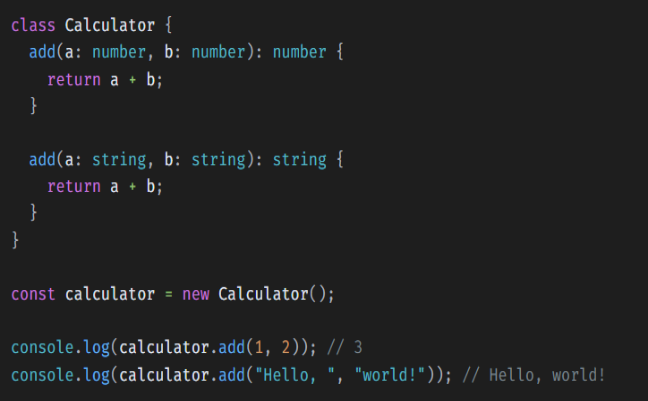 class Calculator {
  add(a: number, b: number): number {
    return a + b;
  }

  add(a: string, b: string): string {
    return a + b;
  }
}

const calculator = new Calculator();

console.log(calculator.add(1, 2)); // 3
console.log(calculator.add("Hello, ", "world!")); // Hello, world!